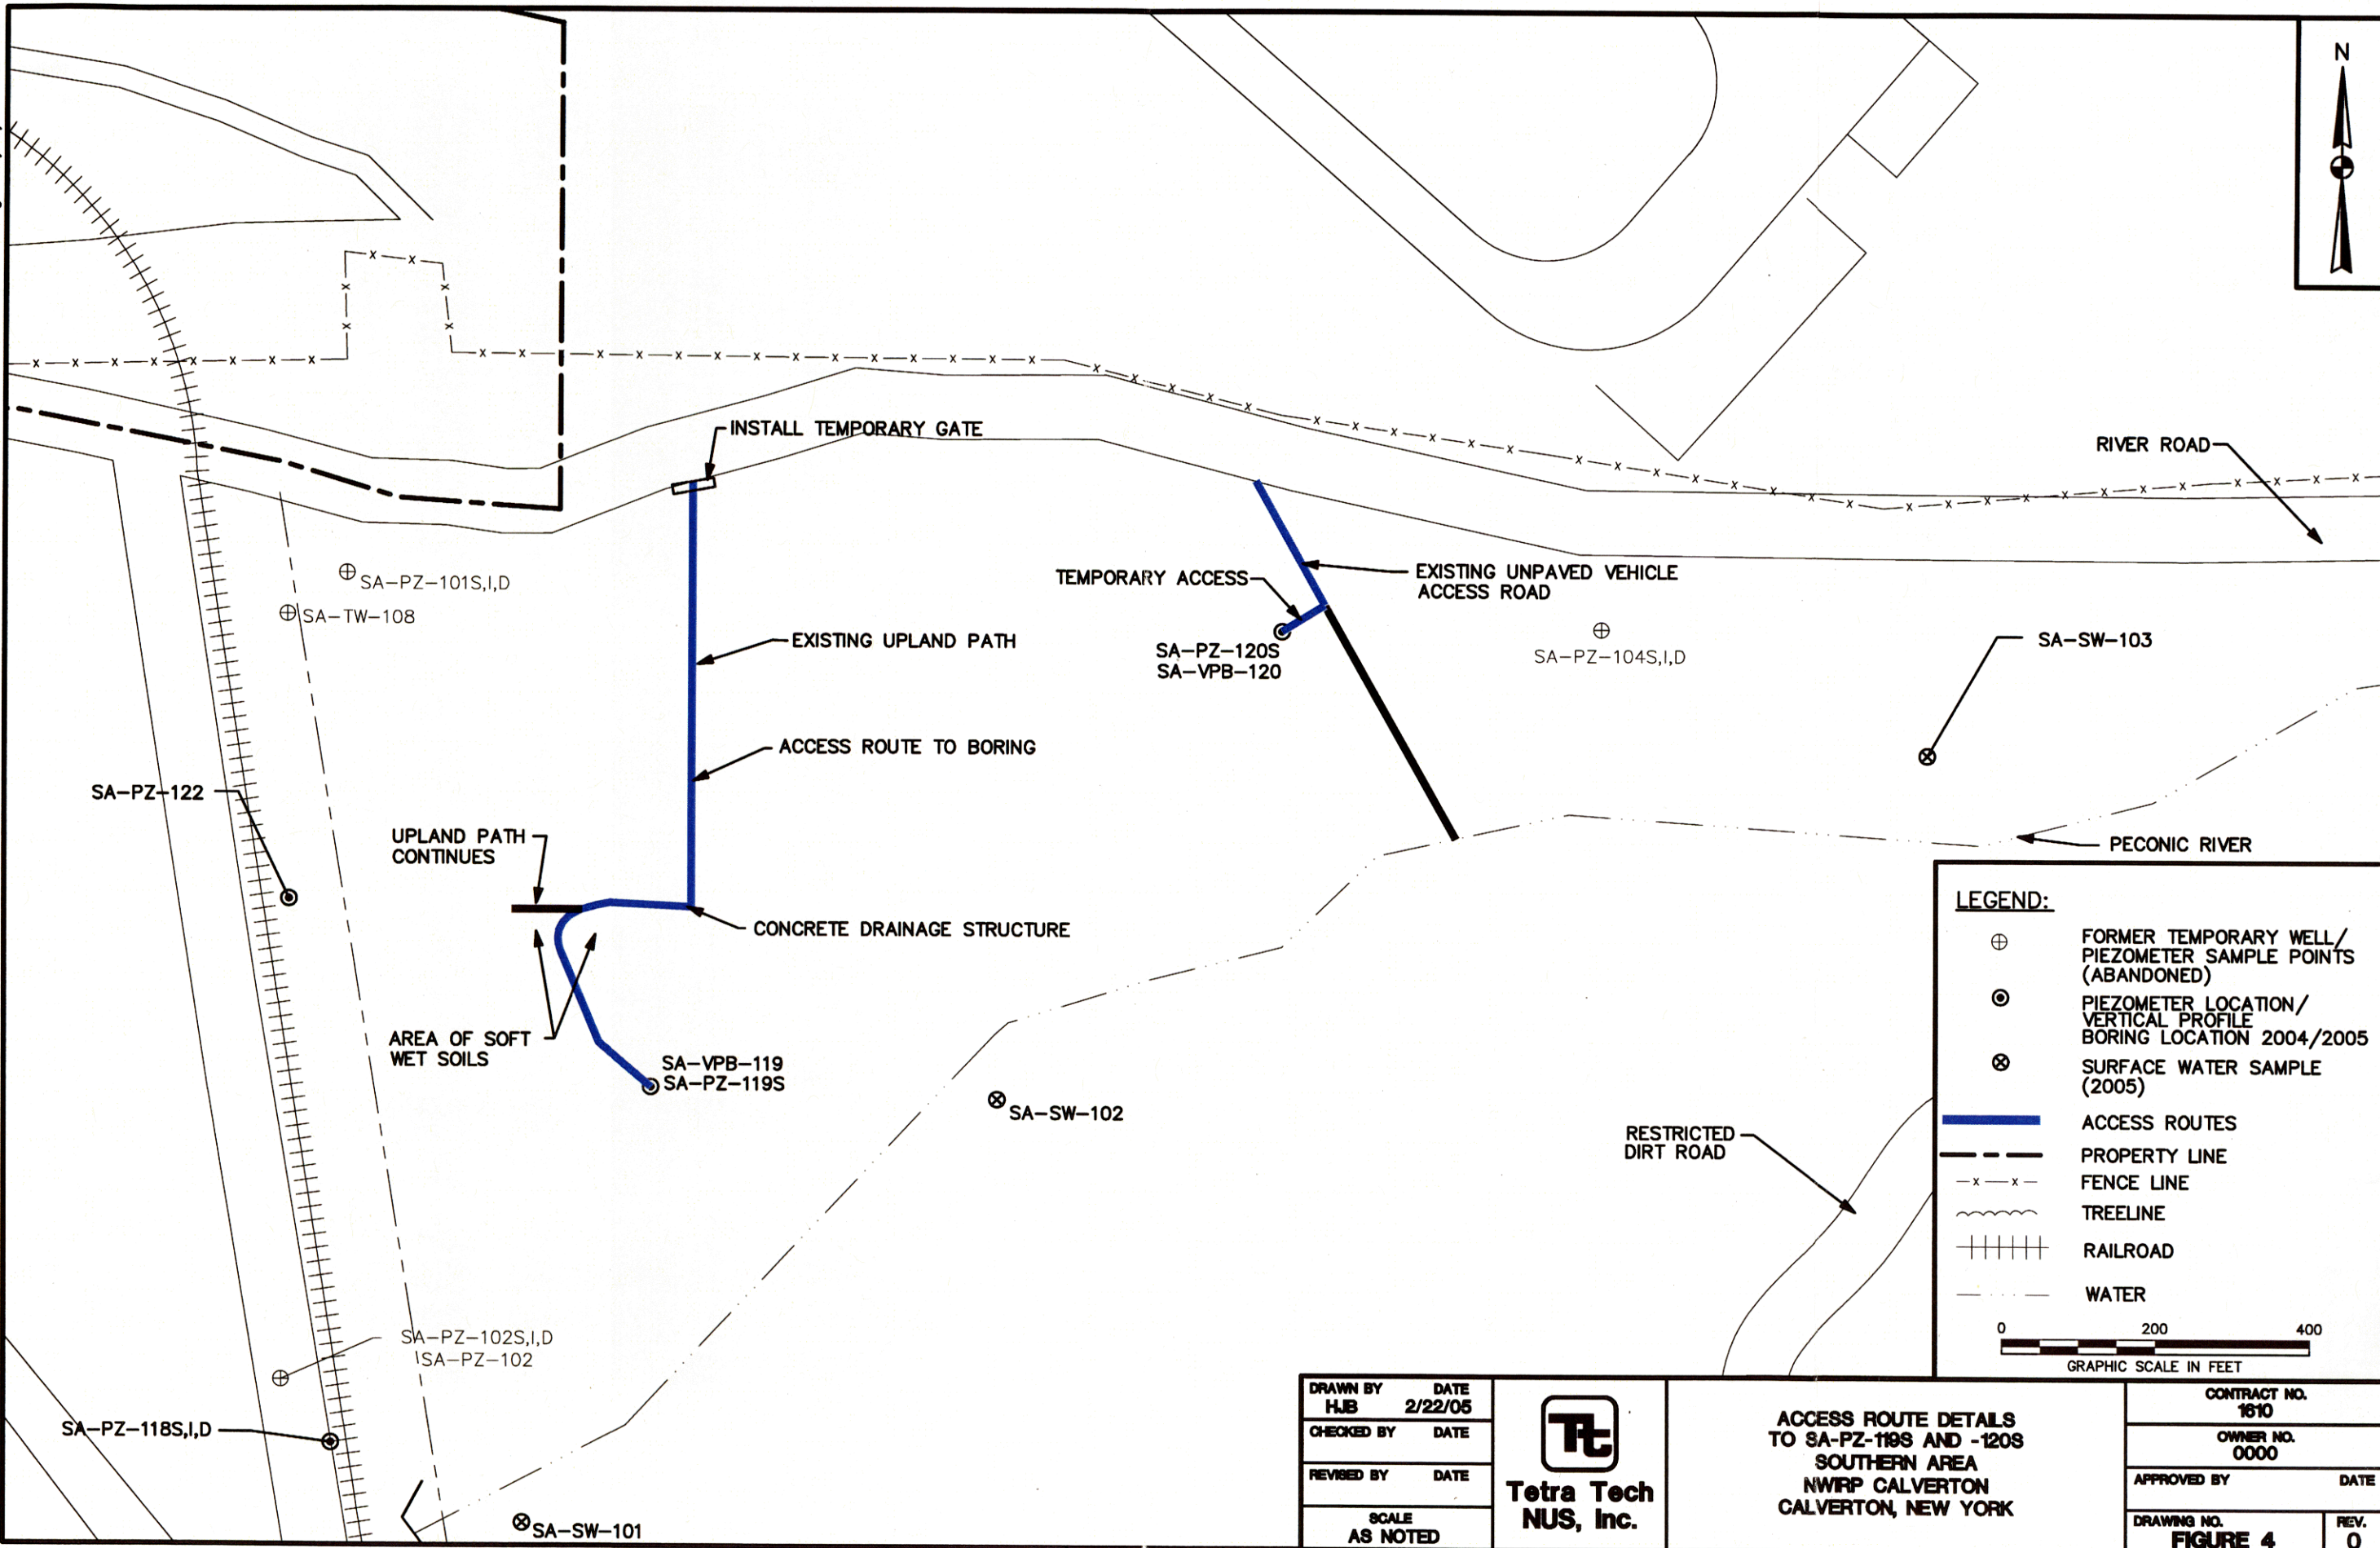 N
INSTALL TEMPORARY GATE
RIVER ROAD
SA-PZ-101S,I,D
SA-TW-108
TEMPORARY ACCESS
EXISTING UNPAVED VEHICLE
ACCESS ROAD
EXISTING UPLAND PATH
SA-PZ-120S
SA-VPB-120
SA-PZ-104S,I,D
SA-SW-103
ACCESS ROUTE TO BORING
SA-PZ-122
UPLAND PATH
CONTINUES
PECONIC RIVER
CONCRETE DRAINAGE STRUCTURE
AREA OF SOFT
WET SOILS
SA-VPB-119
SA-PZ-119S
SA-SW-102
RESTRICTED
DIRT ROAD
SA-PZ-102S,I,D
SA-PZ-102
SA-PZ-118S,I,D
SA-SW-101
LEGEND:
FORMER TEMPORARY WELL/
PIEZOMETER SAMPLE POINTS
(ABANDONED)
PIEZOMETER LOCATION/
VERTICAL PROFILE
BORING LOCATION 2004/2005
SURFACE WATER SAMPLE
(2005)
ACCESS ROUTES
PROPERTY LINE
FENCE LINE
TREELINE
RAILROAD
WATER
0 200 400
GRAPHIC SCALE IN FEET
DRAWN BY DATE
HJB 2/22/05
CHECKED BY DATE
REVISED BY DATE
SCALE
AS NOTED
Tt
Tetra Tech
NUS, Inc.
ACCESS ROUTE DETAILS
TO SA-PZ-119S AND -120S
SOUTHERN AREA
NWIRP CALVERTON
CALVERTON, NEW YORK
CONTRACT NO.
1610
OWNER NO.
0000
APPROVED BY DATE
DRAWING NO.
FIGURE 4
REV.
0